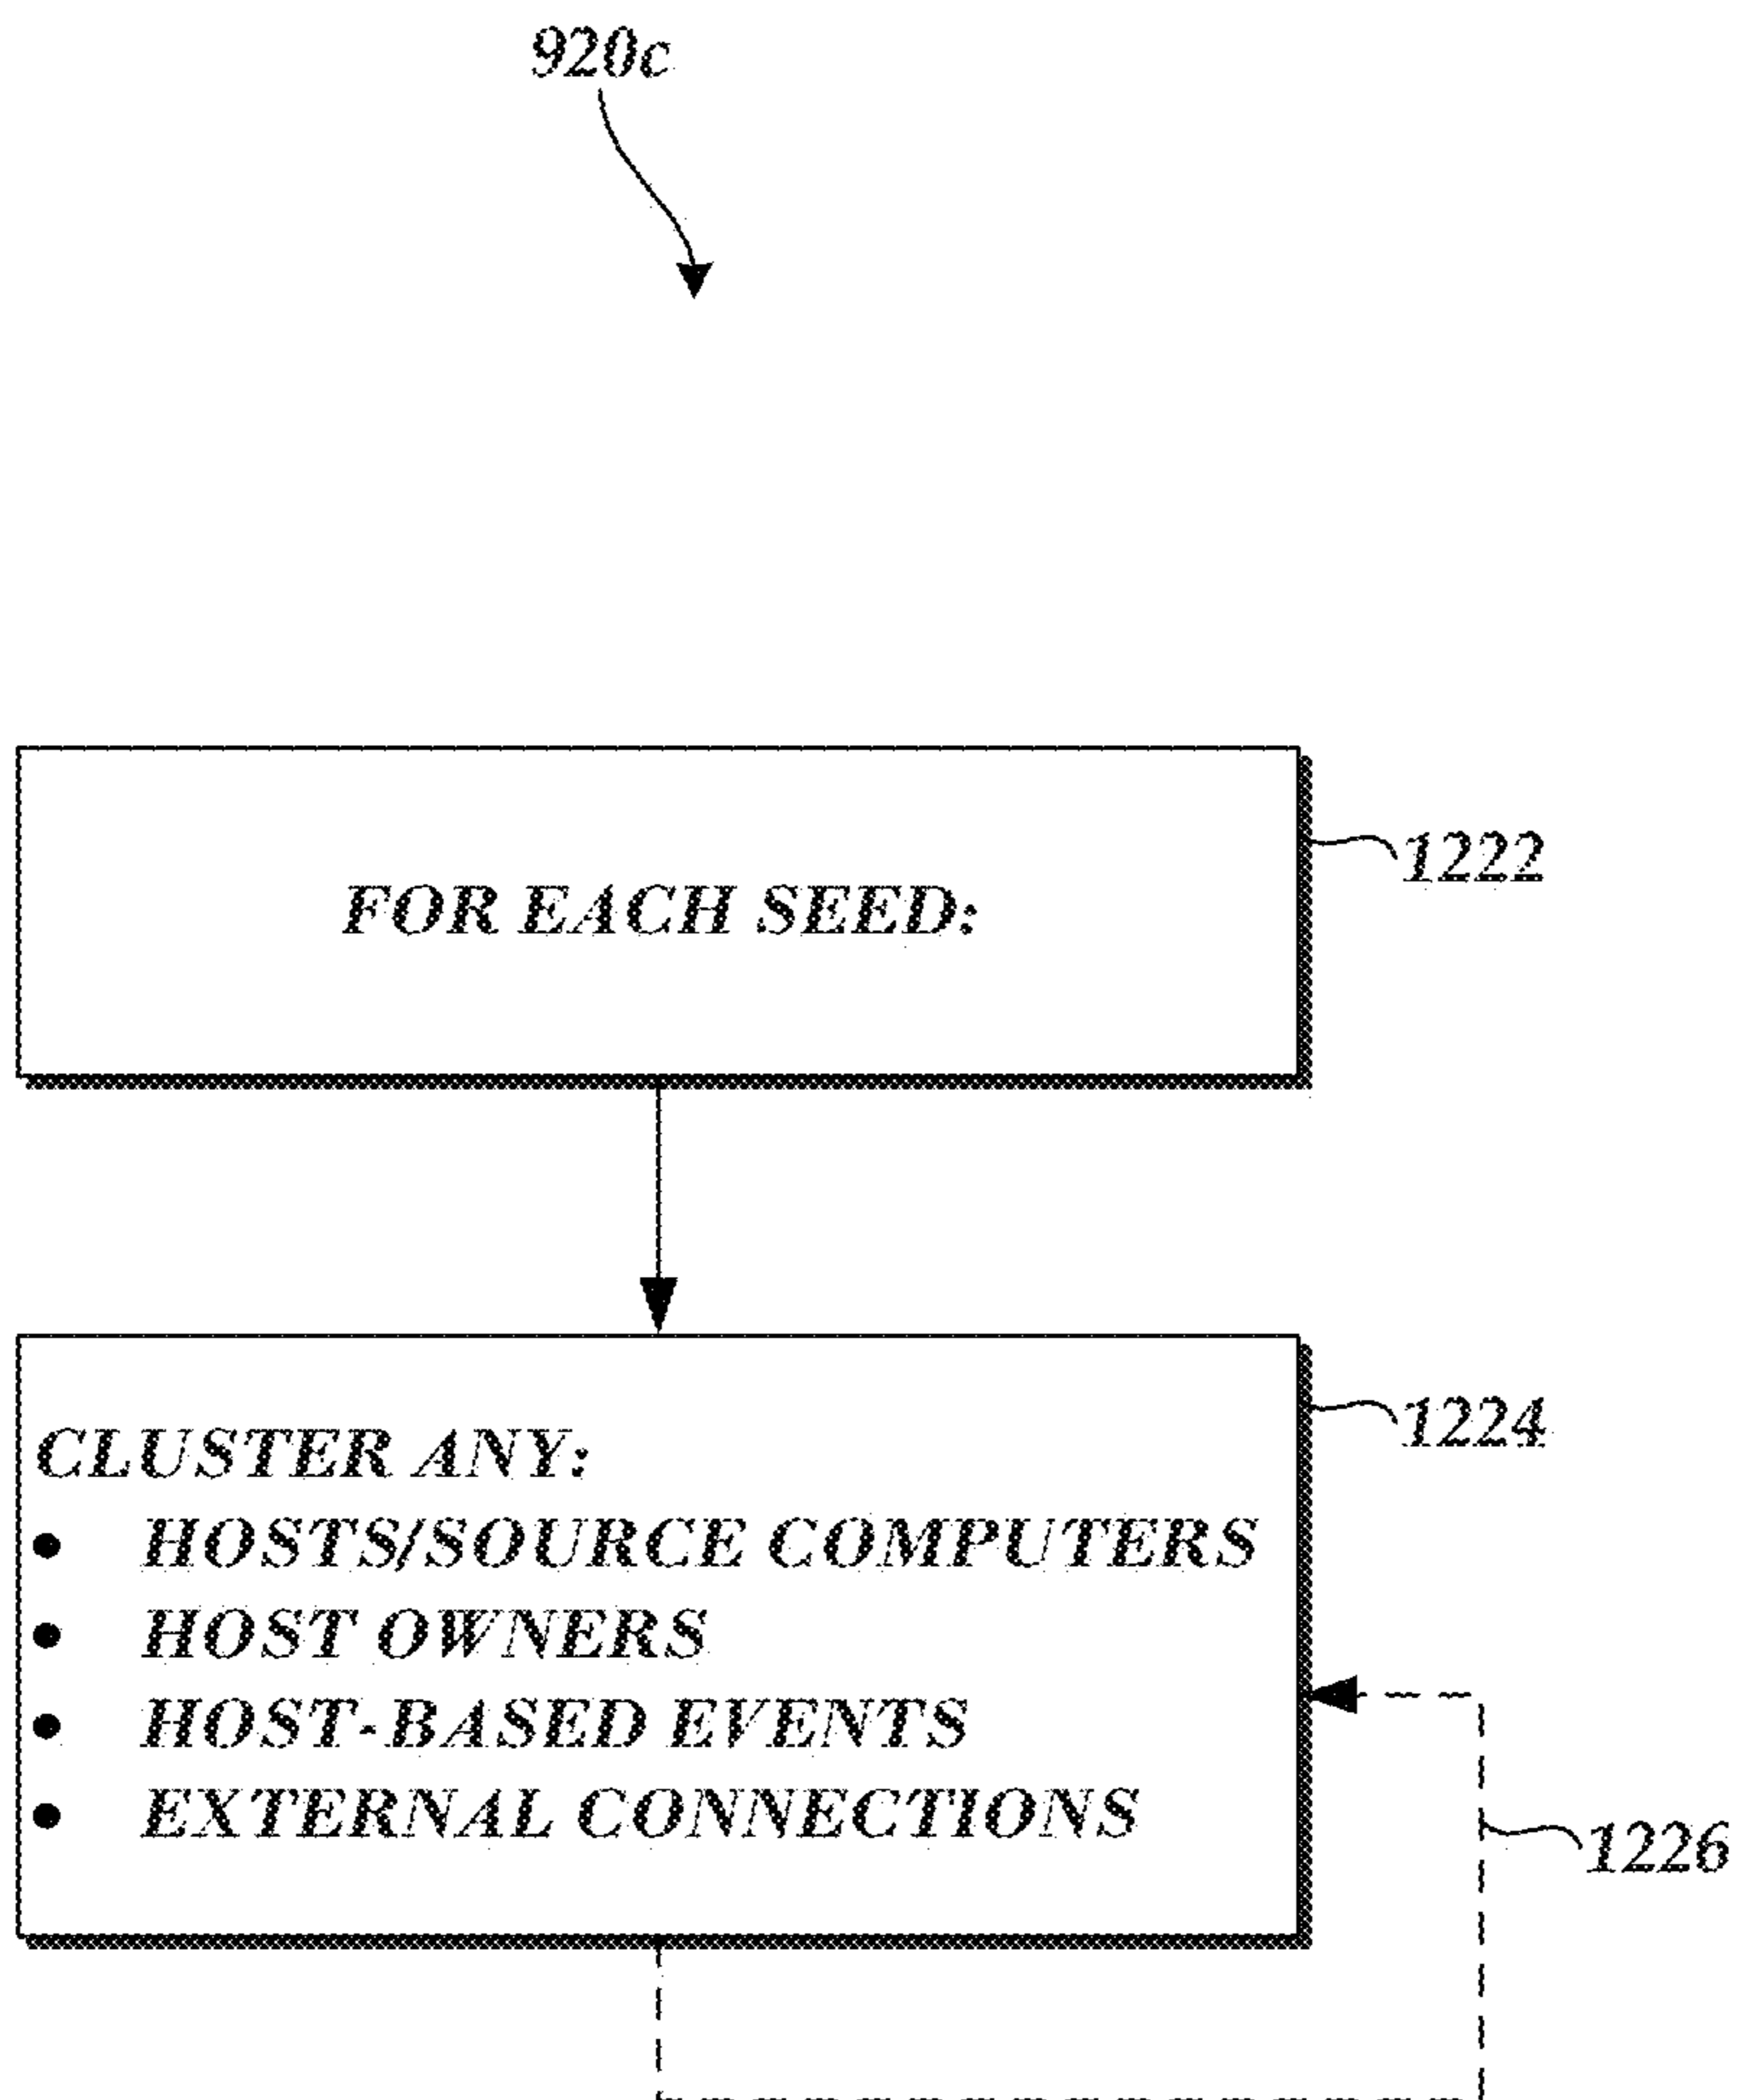 920c
FOR EACH SEED:
1222
CLUSTER ANY:
1224
• HOSTS/SOURCE COMPUTERS
• HOST OWNERS
• HOST-BASED EVENTS
• EXTERNAL CONNECTIONS
1226